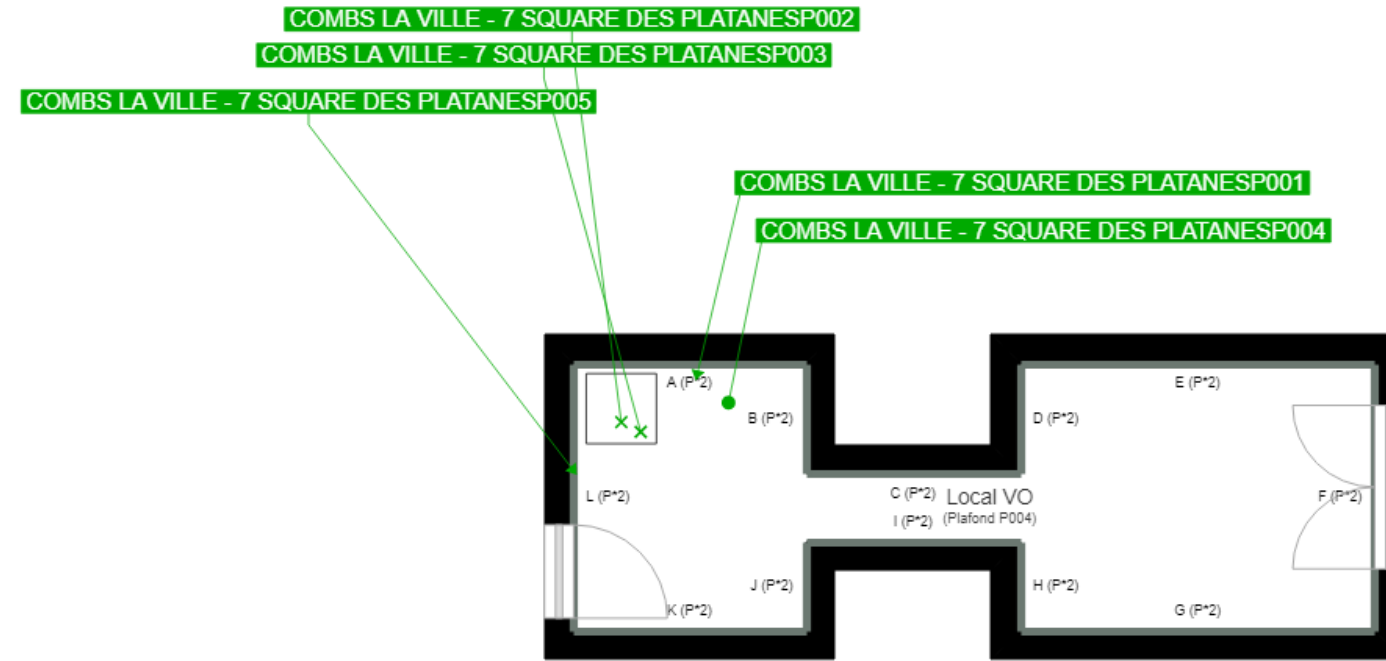 COMBS LA VILLE - 7 SQUARE DES PLATANESP002
COMBS LA VILLE - 7 SQUARE DES PLATANESP003
COMBS LA VILLE - 7 SQUARE DES PLATANESP005
COMBS LA VILLE - 7 SQUARE DES PLATANESP001
COMBS LA VILLE - 7 SQUARE DES PLATANESP004
A (P*2)
E (P*2)
B (P*2)
D (P*2)
L (P*2)
C (P*2)
Local VO
F (P*2)
I (P*2)
(Plafond P004)
J (P*2)
H (P*2)
K (P*2)
G (P*2)